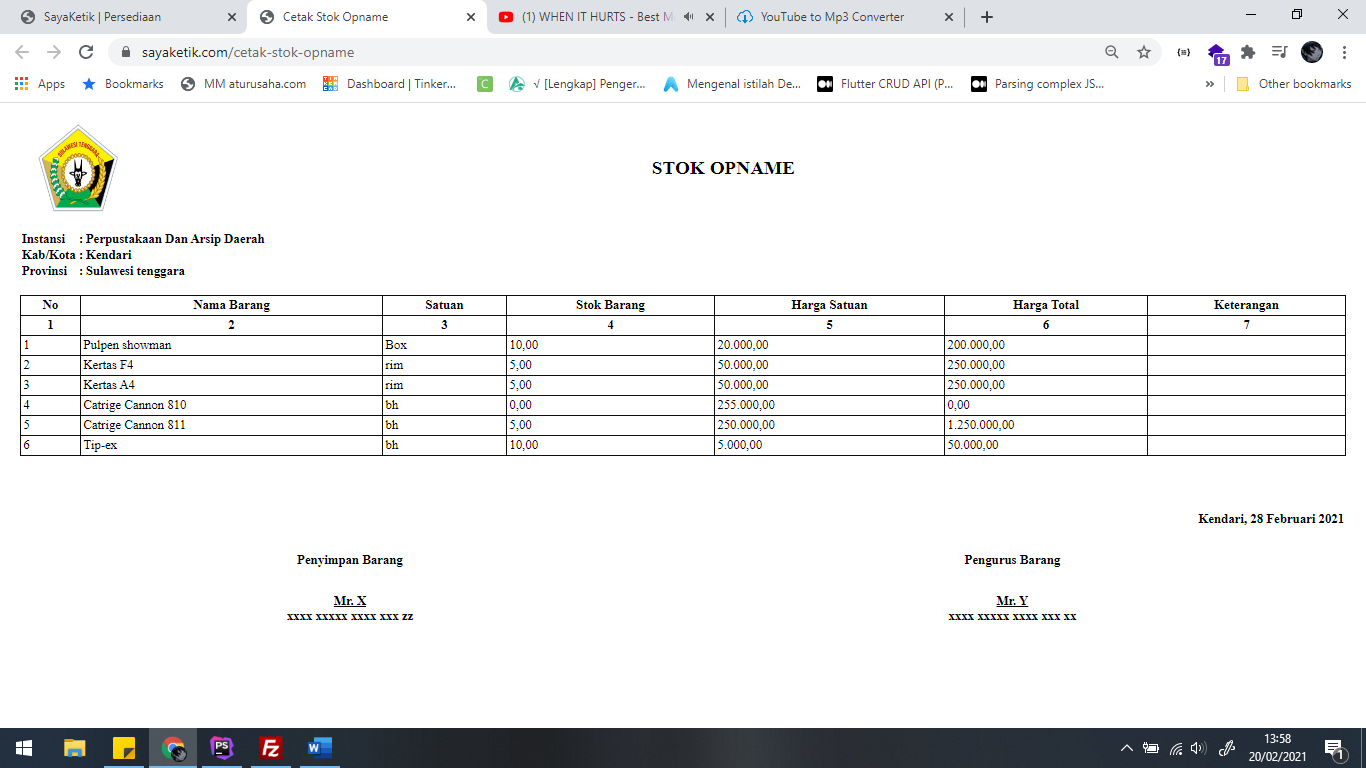 SayaKetik | Persediaan
Cetak Stok Opname
(1) WHEN IT HURTS - Best M
YouTube to Mp3 Converter
sayaketik.com/cetak-stok-opname
17
Apps
Bookmarks
MM aturusaha.com
Dashboard | Tinker...
C
√ [Lengkap] Penger...
Mengenal istilah De...
Flutter CRUD API (P...
Parsing complex JS...
»
Other bookmarks
SULAWESI TENGGARA
STOK OPNAME
Instansi : Perpustakaan Dan Arsip Daerah
Kab/Kota : Kendari
Provinsi : Sulawesi tenggara
No Nama Barang Satuan Stok Barang Harga Satuan Harga Total Keterangan
1 2 3 4 5 6 7
1 Pulpen showman Box 10,00 20.000,00 200.000,00
2 Kertas F4 rim 5,00 50.000,00 250.000,00
3 Kertas A4 rim 5,00 50.000,00 250.000,00
4 Catrige Cannon 810 bh 0,00 255.000,00 0,00
5 Catrige Cannon 811 bh 5,00 250.000,00 1.250.000,00
6 Tip-ex bh 10,00 5.000,00 50.000,00
Kendari, 28 Februari 2021
Penyimpan Barang Pengurus Barang
Mr. X Mr. Y
xxxx xxxxx xxxx xxx zz xxxx xxxxx xxxx xxx xx
PS
Fz
W
13:58
20/02/2021
1